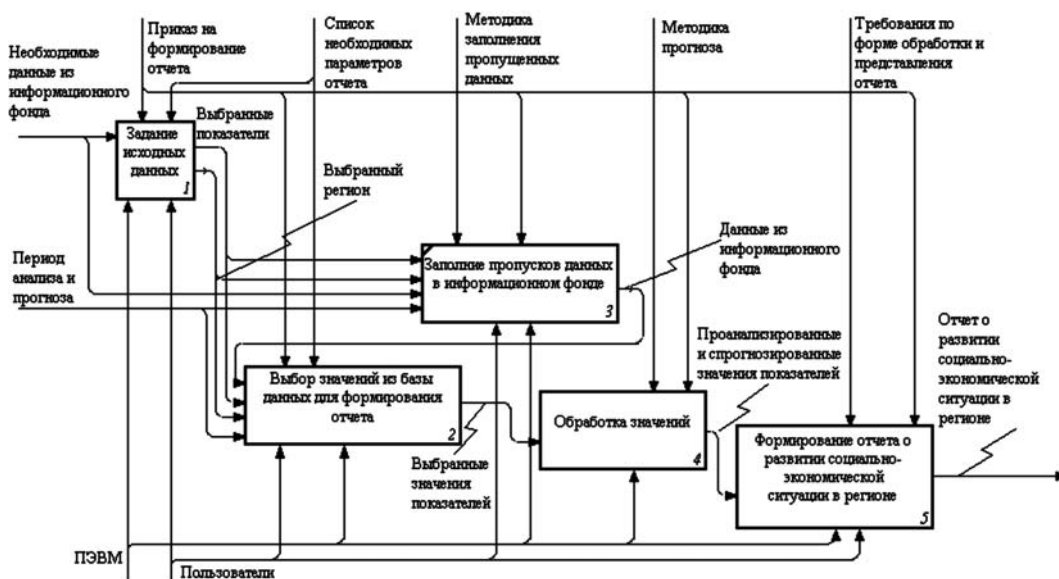 Необходимые
данные из
информационного
фонда
Приказ на
формирование
отчета
Список
необходимых
параметров
отчета
Методика
заполнения
пропущенных
данных
Методика
прогноза
Требования по
форме обработки и
представления
отчета
Задание
исходных
данных
1
Выбранные
показатели
Выбранный
регион
Период
анализа и
прогноза
Заполние пропусков данных
в информационном фонде
3
Данные из
информационного
фонда
Выбор значений из базы
данных для формирования
отчета
2
Выбранные
значения
показателей
Проанализированные
и спрогнозированные
значения показателей
Обработка значений
4
Отчет о
развитии
социально-
экономической
ситуации в
регионе
Формирование отчета о
развитии социально-
экономической
ситуации в регионе
5
ПЭВМ
Пользователи